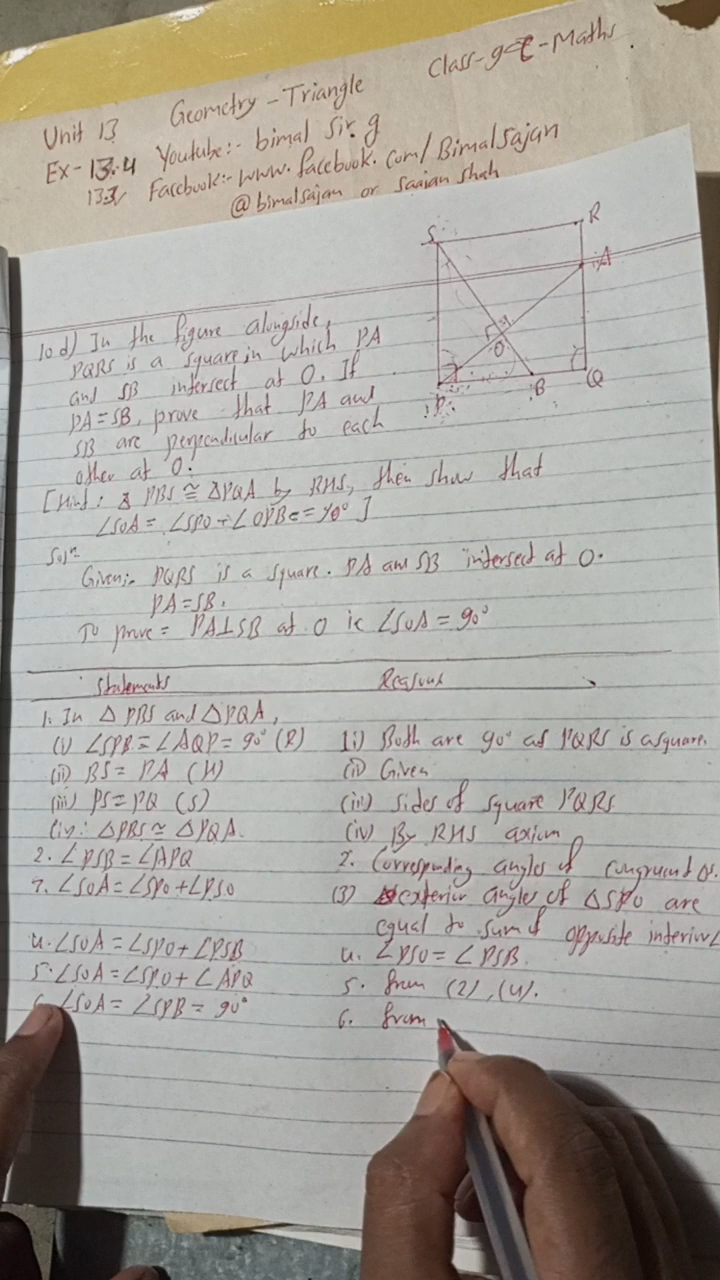 Class-9 - Maths
Unit 13 Geometry - Triangle
Ex- 13.4 Youtube:- bimal sir g
13.3/ Facebook:- www.facebook.com/Bimalsajan
@bimalsajan or Sajan Shah
S
R
A
O
P
B
Q
10 d) In the figure alongside,
PQRS is a square in which PA
and SB intersect at O. If
PA=SB, prove that PA and
SB are perpendicular to each
other at O.
[Hint: Δ PBS ≅ ΔPQA by RHS, then show that
∠SOA = ∠SPO + ∠OPB = 90° ]
Solⁿ
Given:- PQRS is a square. PA and SB intersect at O.
PA=SB.
To prove = PA⊥SB at O ie ∠SOA = 90°
Statements Reasons
1. In Δ PBS and ΔPQA,
(i) ∠SPB = ∠AQP = 90° (R) 1i) Both are 90° as PQRS is a square.
(ii) BS = PA (H) (ii) Given
(iii) PS = PQ (S) (iii) sides of square PQRS
(iv) ∴ ΔPBS ≅ ΔPQA. (iv) By RHS axiom
2. ∠PSB = ∠APQ 2. Corresponding angles of congruent Δs.
3. ∠SOA = ∠SPO + ∠PSO (3) exterior angles of ΔSPO are
equal to sum of opposite interior ∠
4. ∠SOA = ∠SPO + ∠PSB 4. ∠PSO = ∠PSB.
5. ∠SOA = ∠SPO + ∠APQ 5. from (2), (4).
6. ∠SOA = ∠SPB = 90° 6. from